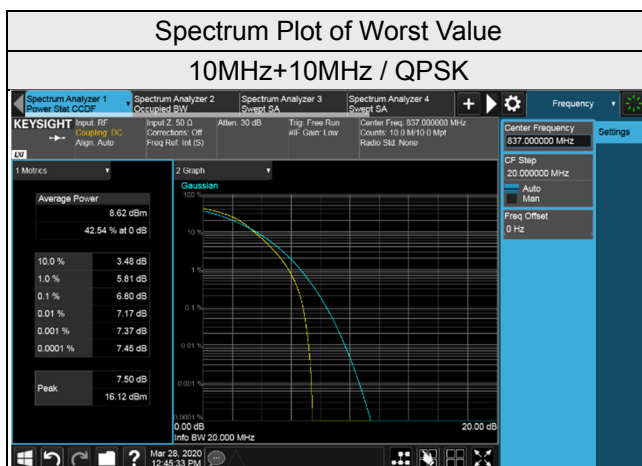 Spectrum Plot of Worst Value
10MHz+10MHz / QPSK
Spectrum Analyzer 1
Power Stat CCDF
Spectrum Analyzer 2
Occupied BW
Spectrum Analyzer 3
Swept SA
Spectrum Analyzer 4
Swept SA
Frequency
KEYSIGHT
Input: RF
Coupling: DC
Align: Auto
Input Z: 50 Ω
Corrections: Off
Freq Ref: Int (S)
Atten: 30 dB
Trig: Free Run
#IF Gain: Low
Center Freq: 837.000000 MHz
Counts: 10.0 M/10.0 Mpt
Radio Std: None
LXI
Center Frequency
837.000000 MHz
Settings
CF Step
20.000000 MHz
Auto
Man
Freq Offset
0 Hz
1 Metrics
Average Power
8.62 dBm
42.54 % at 0 dB
10.0 % 3.48 dB
1.0 % 5.81 dB
0.1 % 6.80 dB
0.01 % 7.17 dB
0.001 % 7.37 dB
0.0001 % 7.45 dB
Peak
7.50 dB
16.12 dBm
2 Graph
Gaussian
100 %
10 %
1 %
0.1 %
0.01 %
0.001 %
0.0001 %
0.00 dB
20.00 dB
Info BW 20.000 MHz
Mar 28, 2020
12:45:33 PM